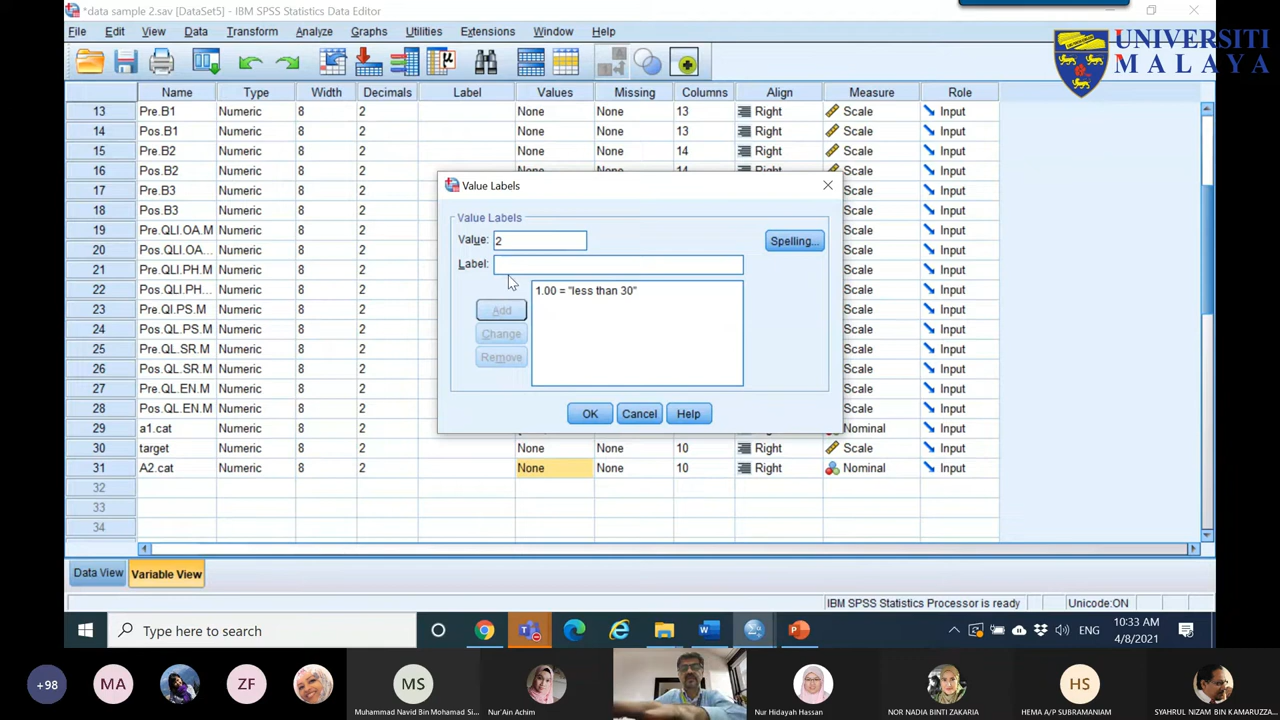 *data sample 2.sav [DataSet5] - IBM SPSS Statistics Data Editor
File Edit View Data Transform Analyze Graphs Utilities Extensions Window Help
UNIVERSITI
MALAYA
Name Type Width Decimals Label Values Missing Columns Align Measure Role
13 Pre.B1 Numeric 8 2 None None 13 Right Scale Input
14 Pos.B1 Numeric 8 2 None None 13 Right Scale Input
15 Pre.B2 Numeric 8 2 None None 14 Right Scale Input
16 Pos.B2 Numeric 8 2 None None 14 Right Scale Input
17 Pre.B3 Numeric 8 2 Scale Input
18 Pos.B3 Numeric 8 2 Scale Input
19 Pre.QLI.OA.M Numeric 8 2 Scale Input
20 Pos.QLI.OA... Numeric 8 2 Scale Input
21 Pre.QLI.PH.M Numeric 8 2 Scale Input
22 Pos.QLI.PH... Numeric 8 2 Scale Input
23 Pre.QI.PS.M Numeric 8 2 Scale Input
24 Pos.QL.PS.M Numeric 8 2 Scale Input
25 Pre.QL.SR.M Numeric 8 2 Scale Input
26 Pos.QL.SR.M Numeric 8 2 Scale Input
27 Pre.QL.EN.M Numeric 8 2 Scale Input
28 Pos.QL.EN.M Numeric 8 2 Scale Input
29 a1.cat Numeric 8 2 Nominal Input
30 target Numeric 8 2 None None 10 Right Scale Input
31 A2.cat Numeric 8 2 None None 10 Right Nominal Input
32
33
34
Value Labels
Value Labels
Value: 2 Spelling...
Label:
1.00 = "less than 30"
Add
Change
Remove
OK Cancel Help
Data View Variable View
IBM SPSS Statistics Processor is ready Unicode:ON
Type here to search
ENG
10:33 AM
4/8/2021
+98 MA ZF MS HS
Muhammad Navid Bin Mohamad Si... Nur'Ain Achim Nur Hidayah Hassan NOR NADIA BINTI ZAKARIA HEMA A/P SUBRAMANIAM SYAHRUL NIZAM BIN KAMARUZZA...